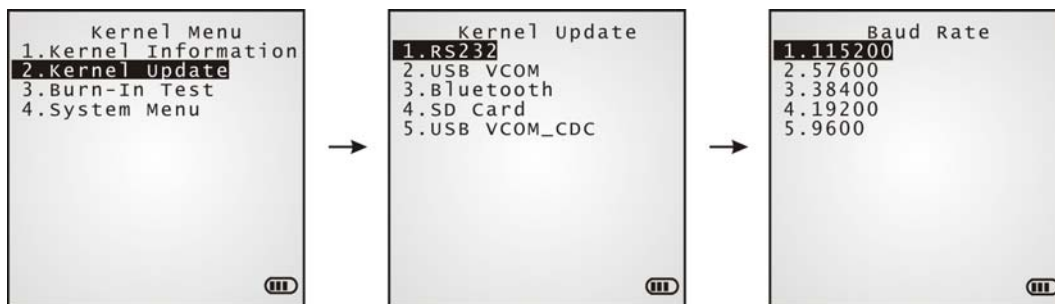 Kernel Menu
1.Kernel Information
2.Kernel Update
3.Burn-In Test
4.System Menu
Kernel Update
1.RS232
2.USB VCOM
3.Bluetooth
4.SD Card
5.USB VCOM_CDC
Baud Rate
1.115200
2.57600
3.38400
4.19200
5.9600